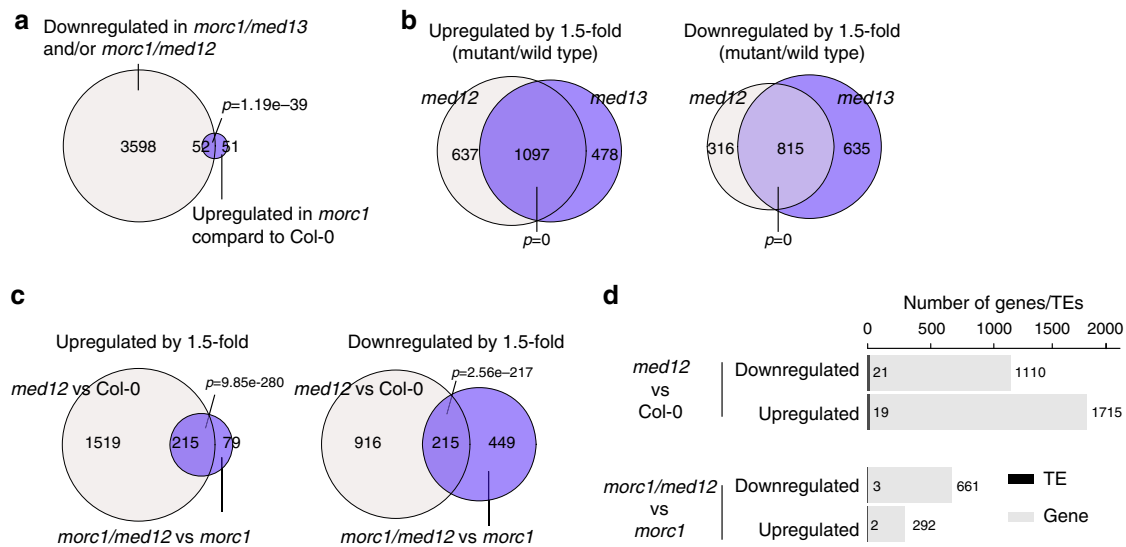 a
Downregulated in morc1/med13
and/or morc1/med12
p=1.19e–39
3598
52
51
Upregulated in morc1
compard to Col-0
b
Upregulated by 1.5-fold
(mutant/wild type)
med12
med13
637
1097
478
p=0
Downregulated by 1.5-fold
(mutant/wild type)
med12
med13
316
815
635
p=0
c
Upregulated by 1.5-fold
med12 vs Col-0
p=9.85e-280
1519
215
79
morc1/med12 vs morc1
Downregulated by 1.5-fold
med12 vs Col-0
p=2.56e–217
916
215
449
morc1/med12 vs morc1
d
Number of genes/TEs
0 500 1000 1500 2000
med12
vs
Col-0
Downregulated 21 1110
Upregulated 19 1715
morc1/med12
vs
morc1
Downregulated 3 661
Upregulated 2 292
TE
Gene